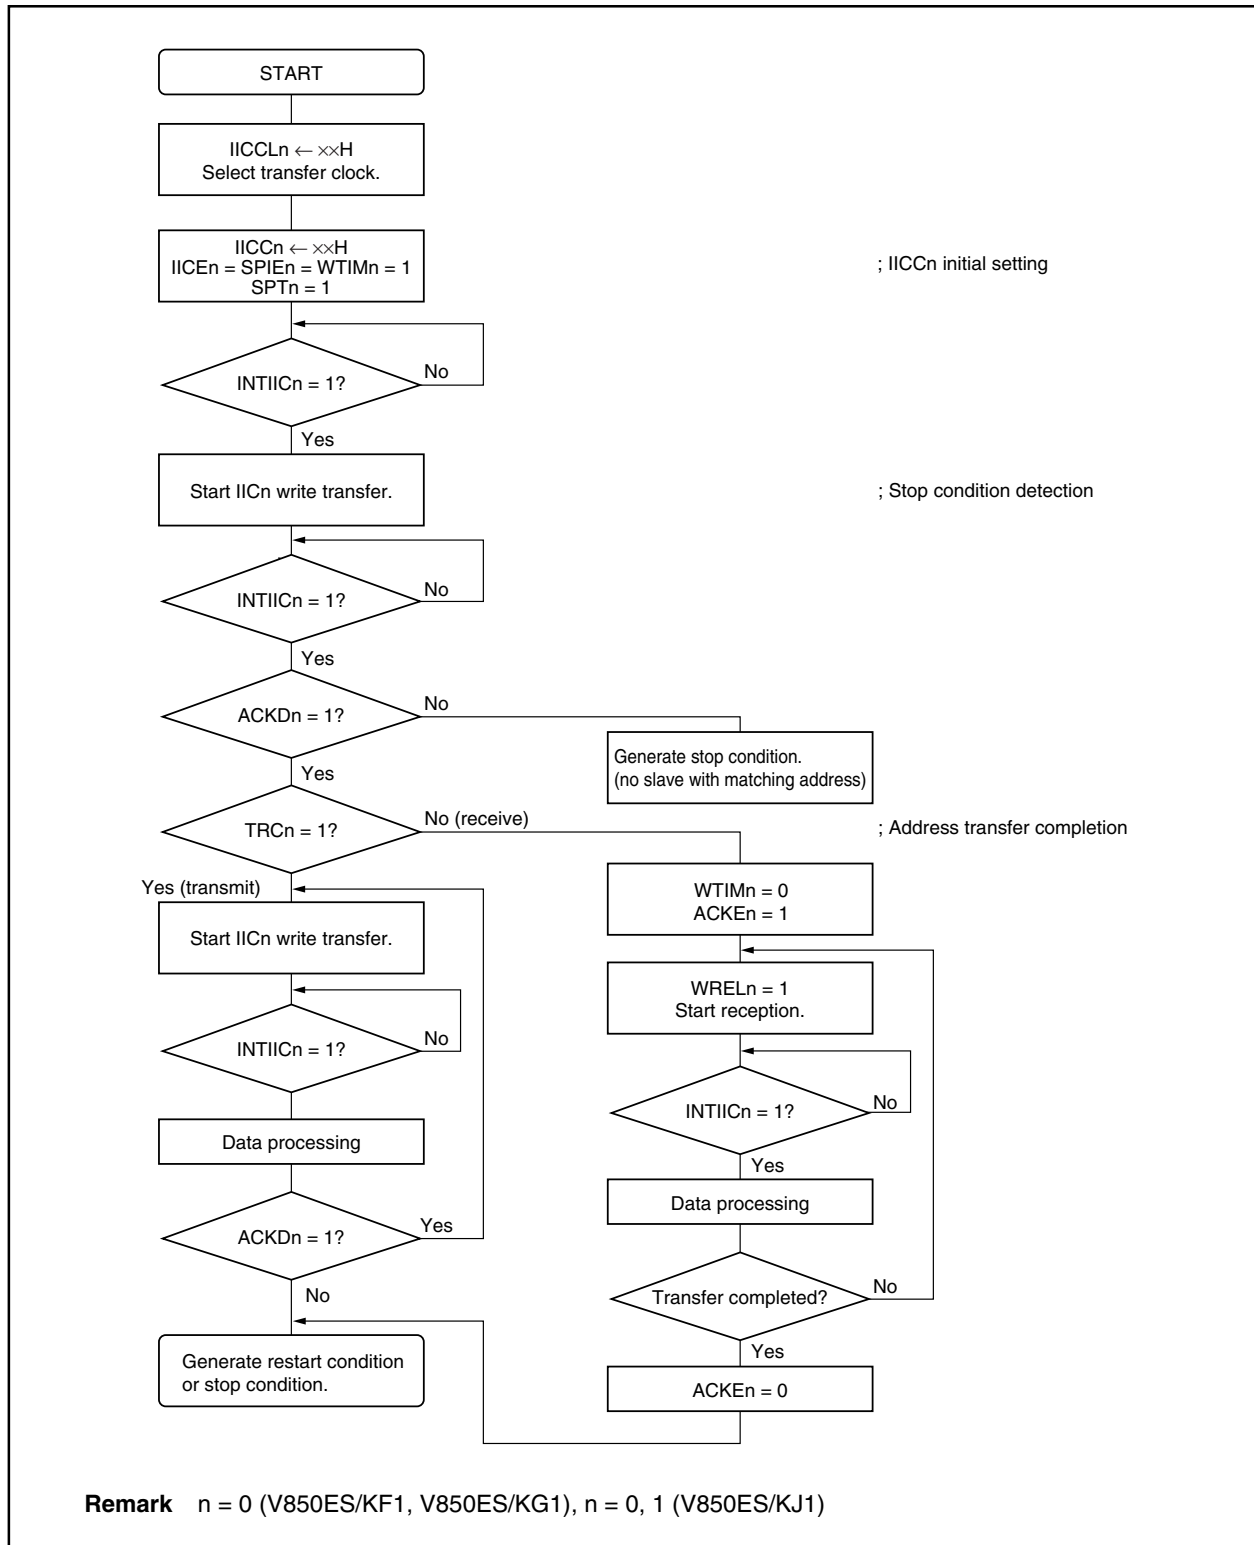 START
IICCLn ← ××H
Select transfer clock.
IICCn ← ××H
IICEn = SPIEn = WTIMn = 1
SPTn = 1
; IICCn initial setting
No
INTIICn = 1?
Yes
Start IICn write transfer.
; Stop condition detection
No
INTIICn = 1?
Yes
No
ACKDn = 1?
Generate stop condition.
(no slave with matching address)
Yes
No (receive)
TRCn = 1?
; Address transfer completion
Yes (transmit)
WTIMn = 0
ACKEn = 1
Start IICn write transfer.
WRELn = 1
Start reception.
No
INTIICn = 1?
No
INTIICn = 1?
Data processing
Yes
Data processing
Yes
ACKDn = 1?
No
No
Transfer completed?
Yes
Generate restart condition
or stop condition.
ACKEn = 0
Remark n = 0 (V850ES/KF1, V850ES/KG1), n = 0, 1 (V850ES/KJ1)